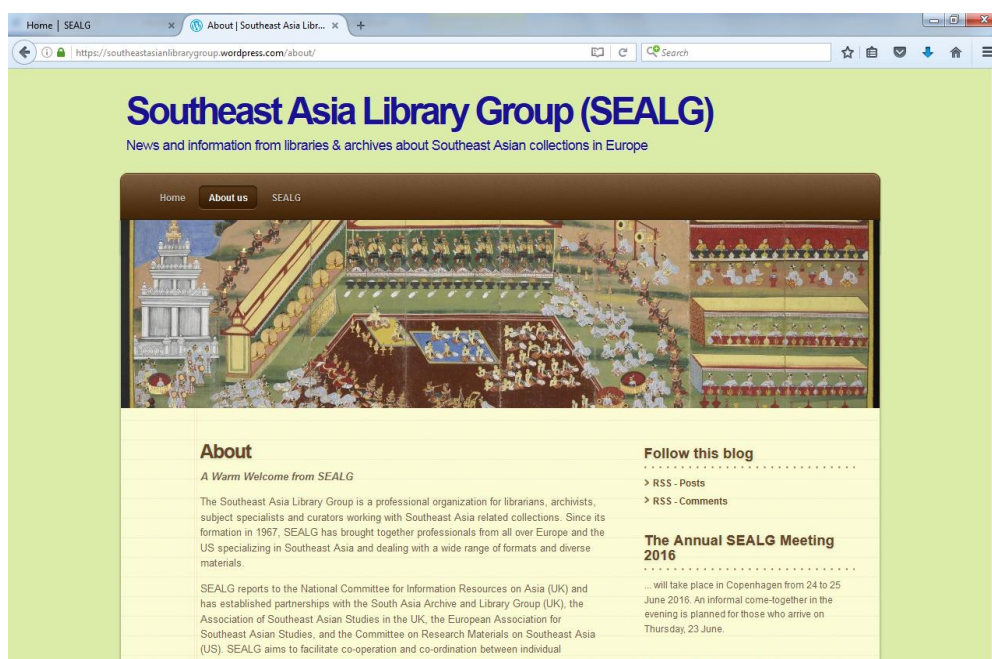 Home | SEALG
About | Southeast Asia Libr...
https://southeastasianlibrarygroup.wordpress.com/about/
Search
Southeast Asia Library Group (SEALG)
News and information from libraries & archives about Southeast Asian collections in Europe
Home About us SEALG
About
A Warm Welcome from SEALG
The Southeast Asia Library Group is a professional organization for librarians, archivists,
subject specialists and curators working with Southeast Asia related collections. Since its
formation in 1967, SEALG has brought together professionals from all over Europe and the
US specializing in Southeast Asia and dealing with a wide range of formats and diverse
materials.
SEALG reports to the National Committee for Information Resources on Asia (UK) and
has established partnerships with the South Asia Archive and Library Group (UK), the
Association of Southeast Asian Studies in the UK, the European Association for
Southeast Asian Studies, and the Committee on Research Materials on Southeast Asia
(US). SEALG aims to facilitate co-operation and co-ordination between individual
Follow this blog
RSS - Posts
RSS - Comments
The Annual SEALG Meeting
2016
... will take place in Copenhagen from 24 to 25
June 2016. An informal come-together in the
evening is planned for those who arrive on
Thursday, 23 June.